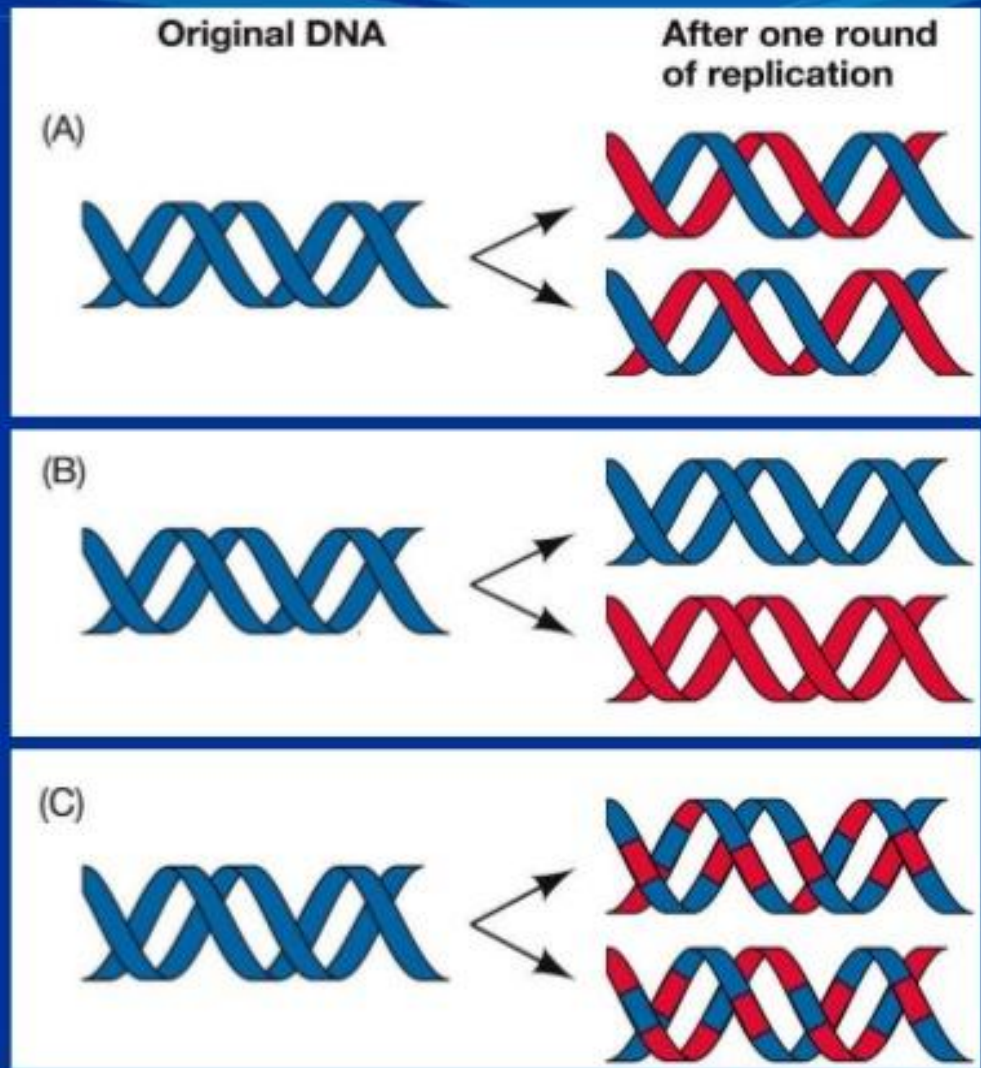 Original DNA
After one round
of replication
(A)
(B)
(C)